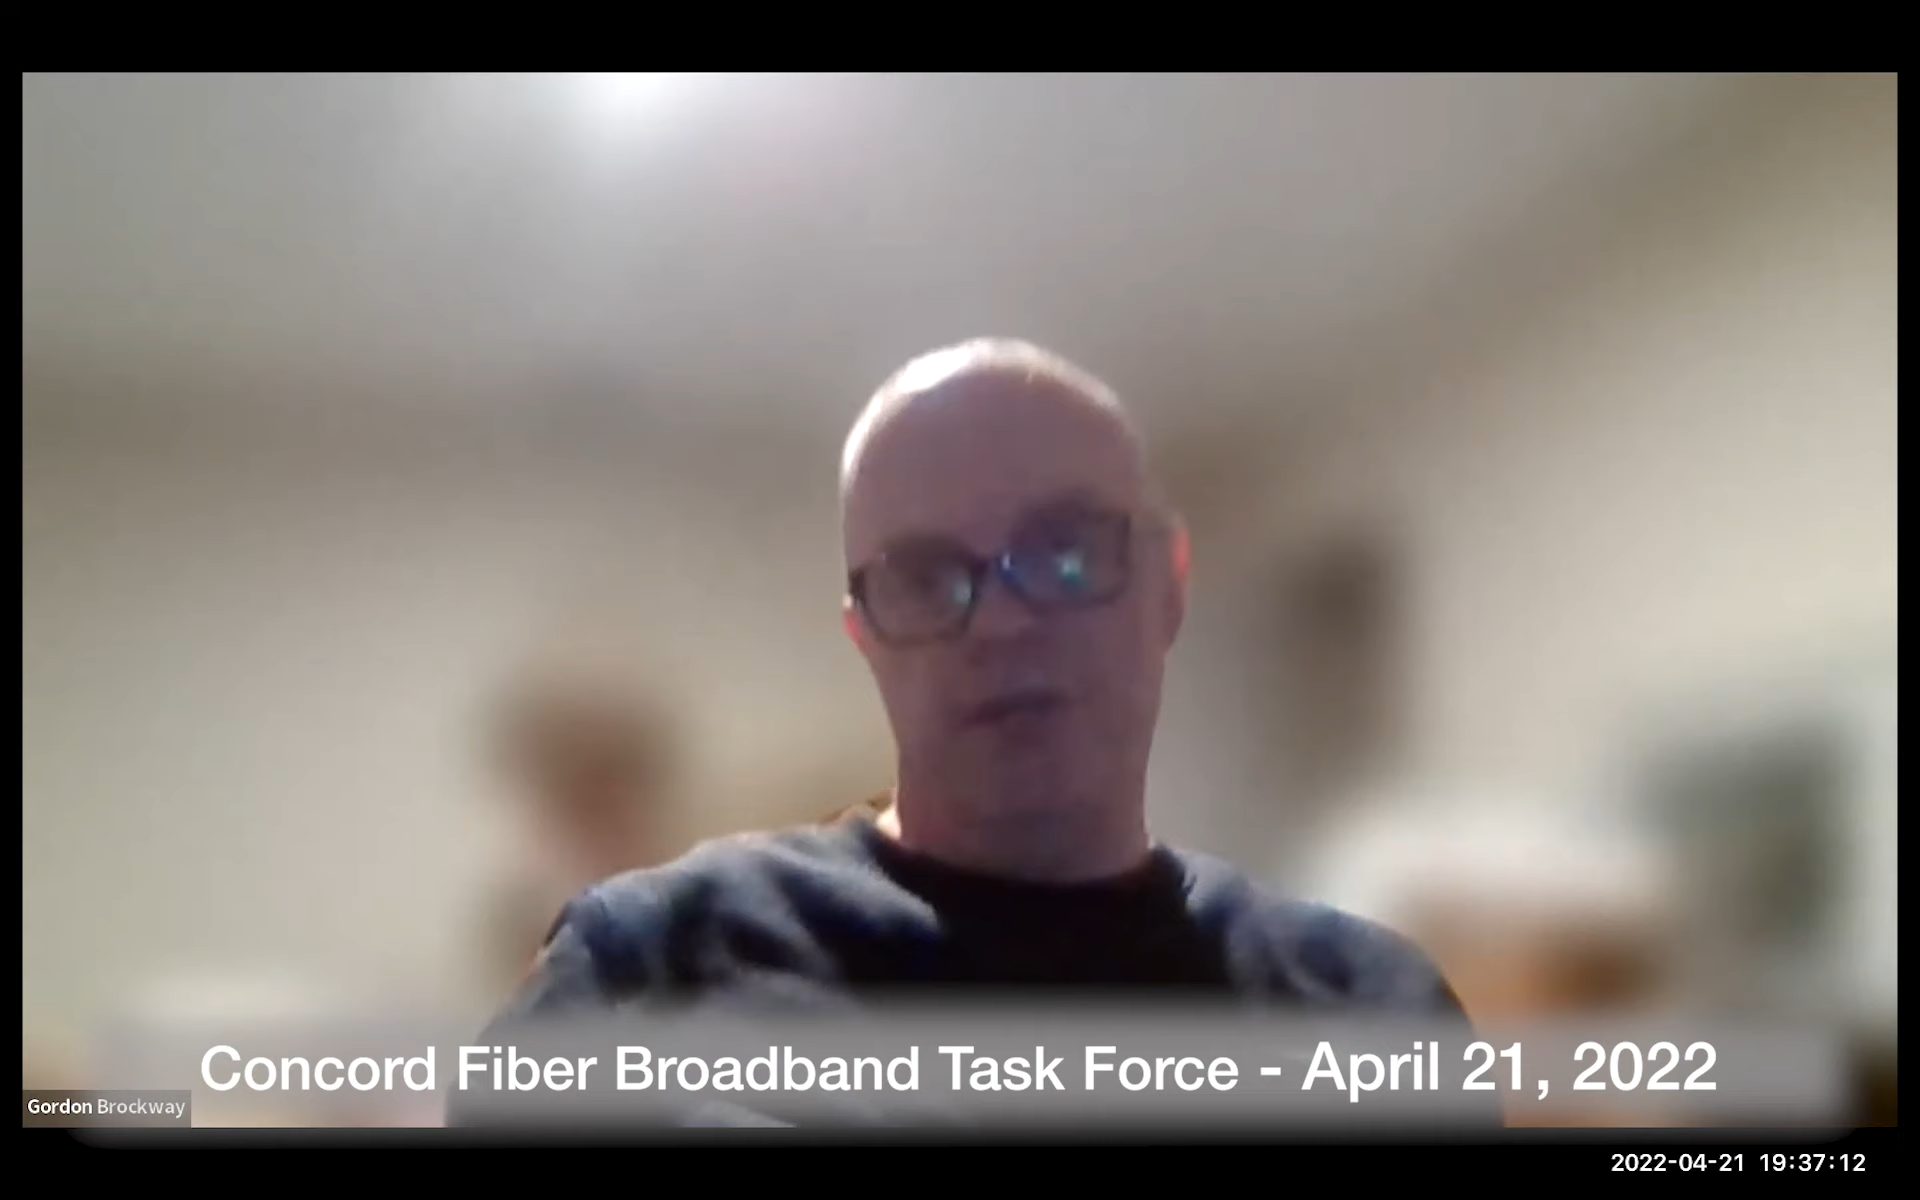 Concord Fiber Broadband Task Force - April 21, 2022
Gordon Brockway
2022-04-21 19:37:12